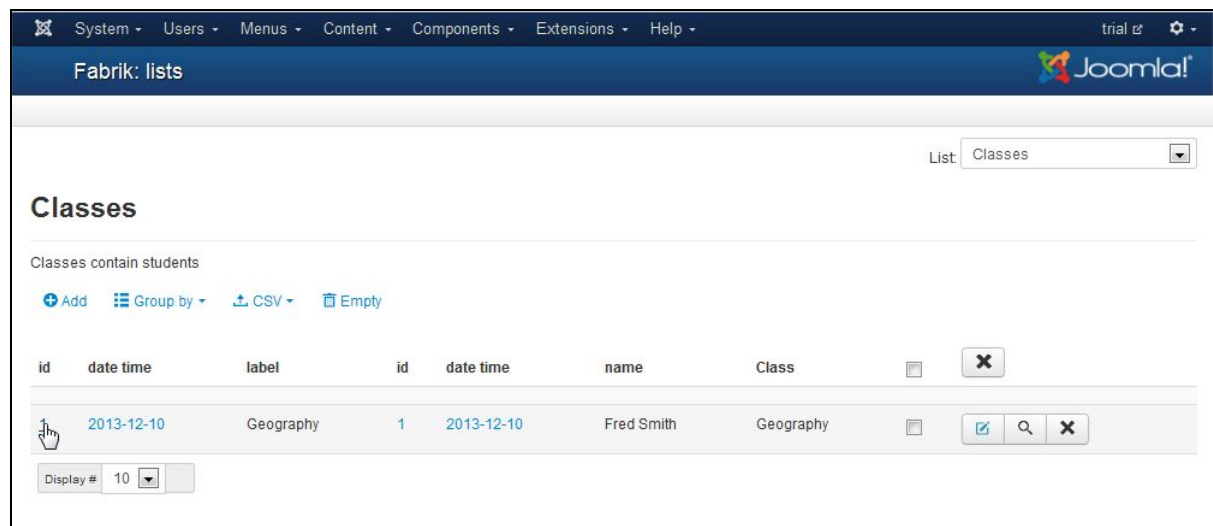 System Users Menus Content Components Extensions Help trial
Fabrik: lists Joomla!
List: Classes
Classes
Classes contain students
Add Group by CSV Empty
id date time label id date time name Class
1 2013-12-10 Geography 1 2013-12-10 Fred Smith Geography
Display # 10